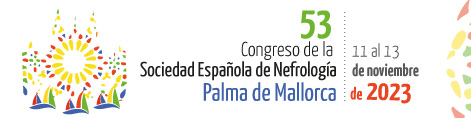 53
Congreso de la
Sociedad Española de Nefrología
Palma de Mallorca
11 al 13
de noviembre
de 2023